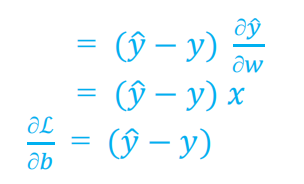 = (ŷ − y) ∂ŷ/∂w
= (ŷ − y) x
∂ℒ/∂b = (ŷ − y)